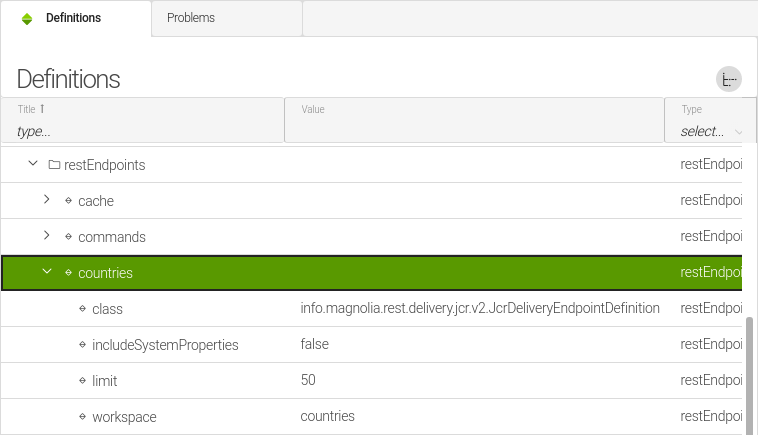 Definitions Problems
Definitions
Title Value Type
type... select...
restEndpoints restEndpoi
cache restEndpoi
commands restEndpoi
countries restEndpoi
class info.magnolia.rest.delivery.jcr.v2.JcrDeliveryEndpointDefinition restEndpoi
includeSystemProperties false restEndpoi
limit 50 restEndpoi
workspace countries restEndpoi